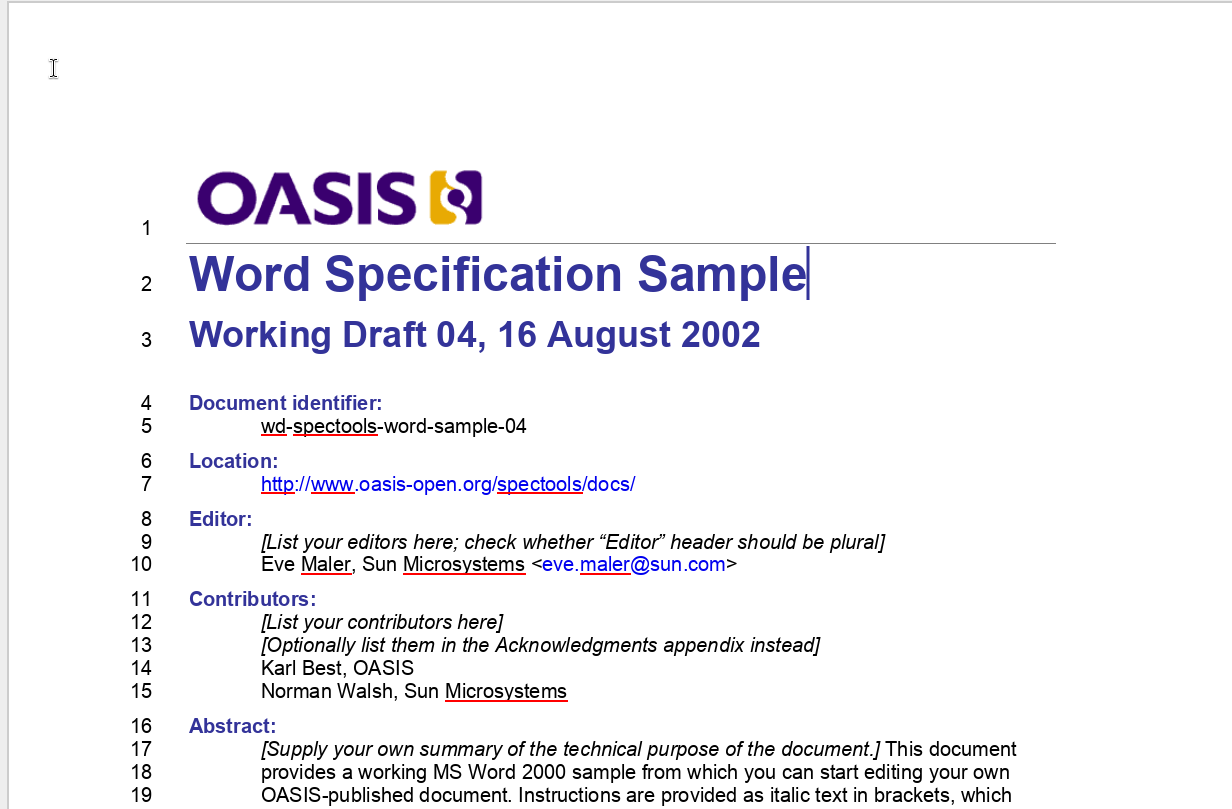 OASIS
1
2 Word Specification Sample
3 Working Draft 04, 16 August 2002
4 Document identifier:
5 wd-spectools-word-sample-04
6 Location:
7 http://www.oasis-open.org/spectools/docs/
8 Editor:
9 [List your editors here; check whether “Editor” header should be plural]
10 Eve Maler, Sun Microsystems <eve.maler@sun.com>
11 Contributors:
12 [List your contributors here]
13 [Optionally list them in the Acknowledgments appendix instead]
14 Karl Best, OASIS
15 Norman Walsh, Sun Microsystems
16 Abstract:
17 [Supply your own summary of the technical purpose of the document.] This document
18 provides a working MS Word 2000 sample from which you can start editing your own
19 OASIS-published document. Instructions are provided as italic text in brackets, which